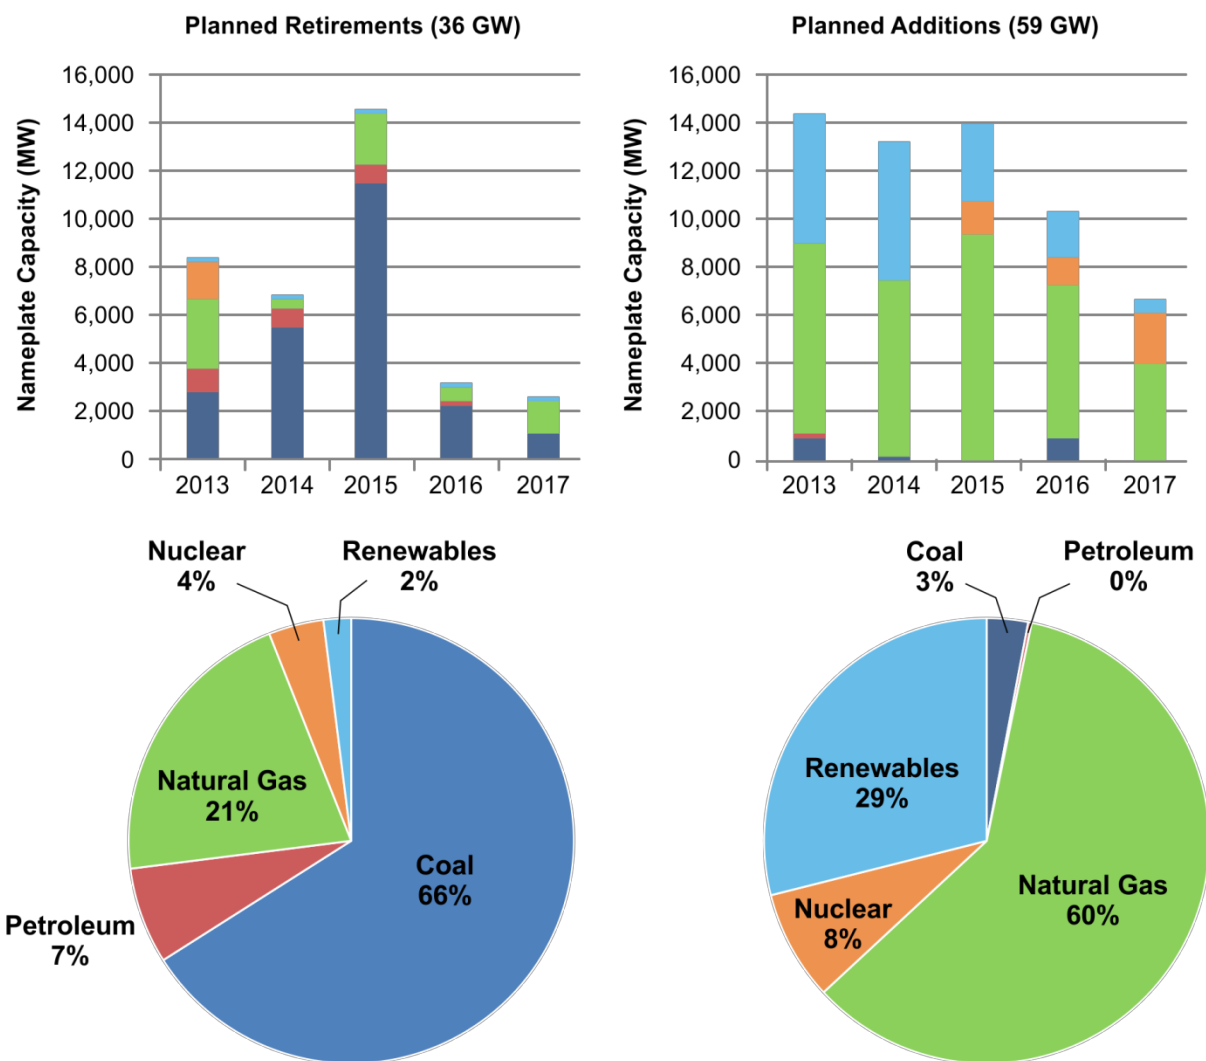 Planned Retirements (36 GW)
Nameplate Capacity (MW)
16,000
14,000
12,000
10,000
8,000
6,000
4,000
2,000
0
2013 2014 2015 2016 2017
Planned Additions (59 GW)
Nameplate Capacity (MW)
16,000
14,000
12,000
10,000
8,000
6,000
4,000
2,000
0
2013 2014 2015 2016 2017
Nuclear
4%
Renewables
2%
Natural Gas
21%
Coal
66%
Petroleum
7%
Coal
3%
Petroleum
0%
Renewables
29%
Natural Gas
60%
Nuclear
8%